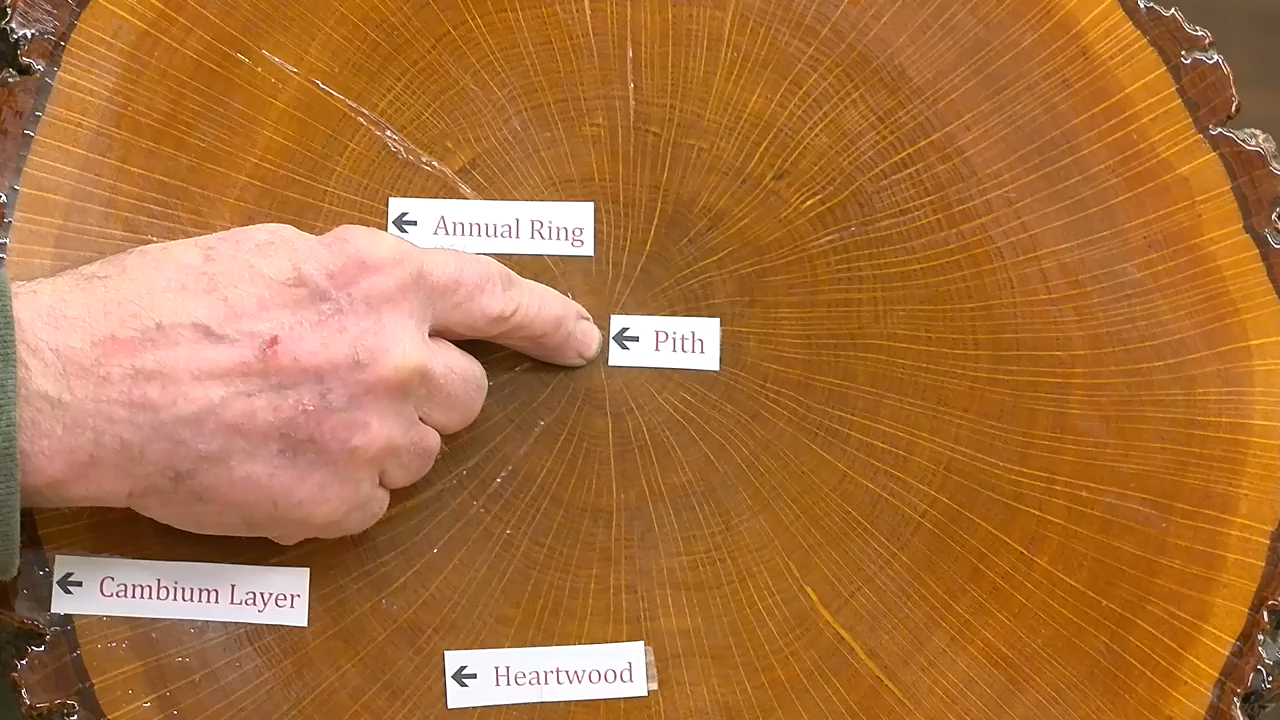 ← Annual Ring
← Pith
← Cambium Layer
← Heartwood